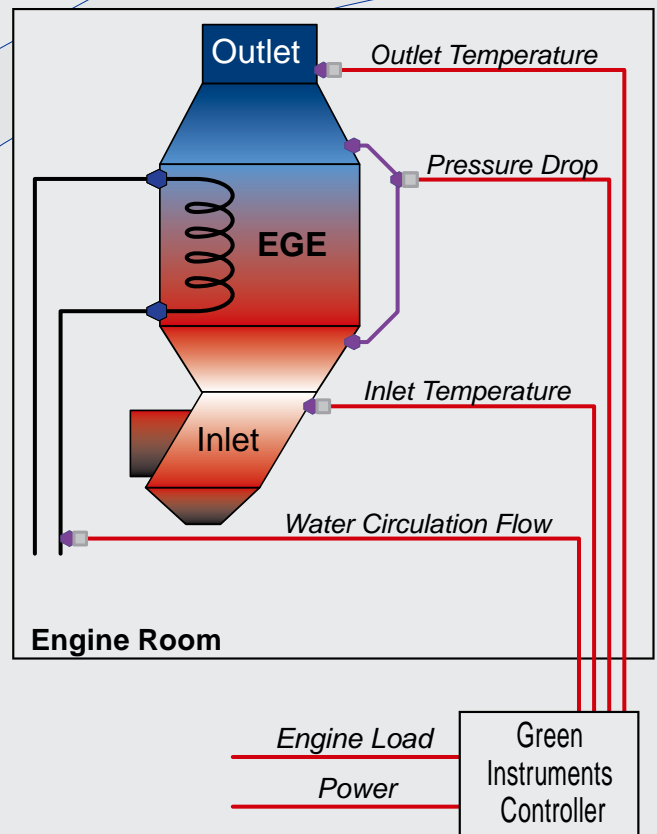 Outlet
Outlet Temperature
Pressure Drop
EGE
Inlet Temperature
Inlet
Water Circulation Flow
Engine Room
Engine Load
Power
Green
Instruments
Controller